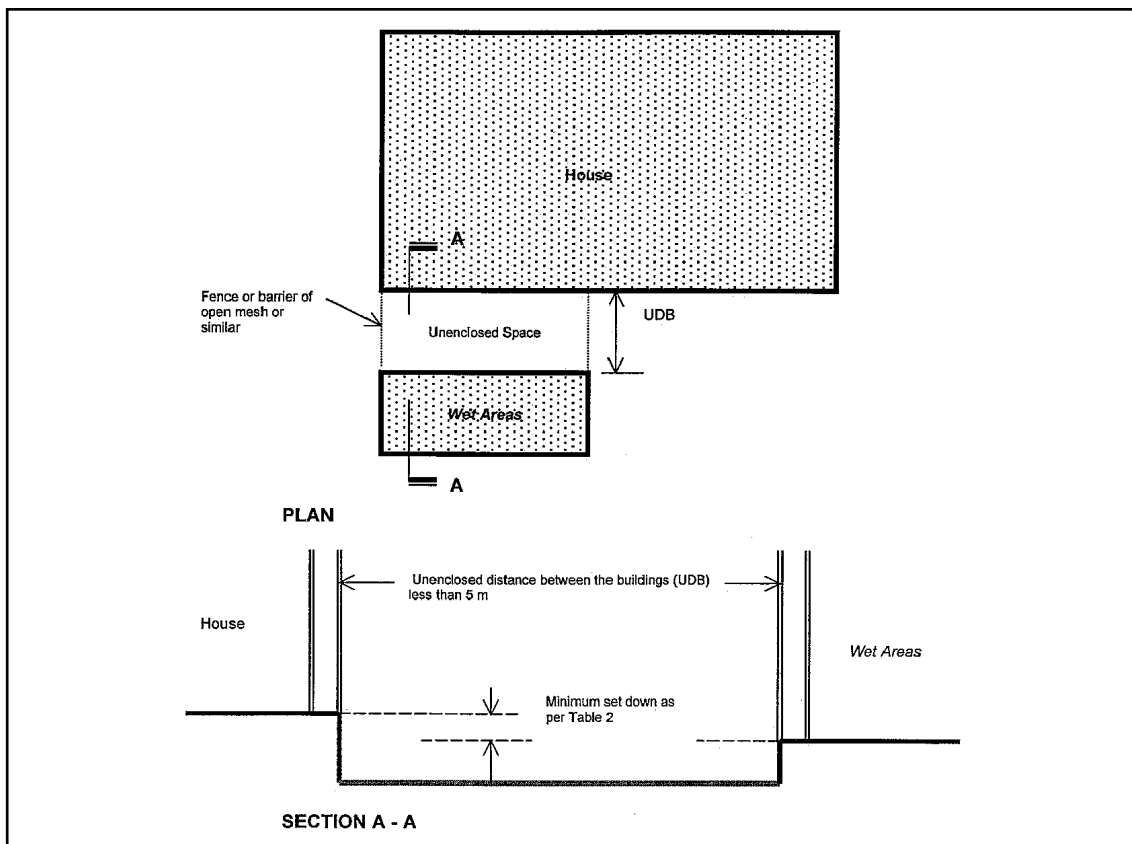 House
A
Fence or barrier of
open mesh or
similar
UDB
Unenclosed Space
Wet Areas
A
PLAN
Unenclosed distance between the buildings (UDB)
less than 5 m
House
Wet Areas
Minimum set down as
per Table 2
SECTION A - A